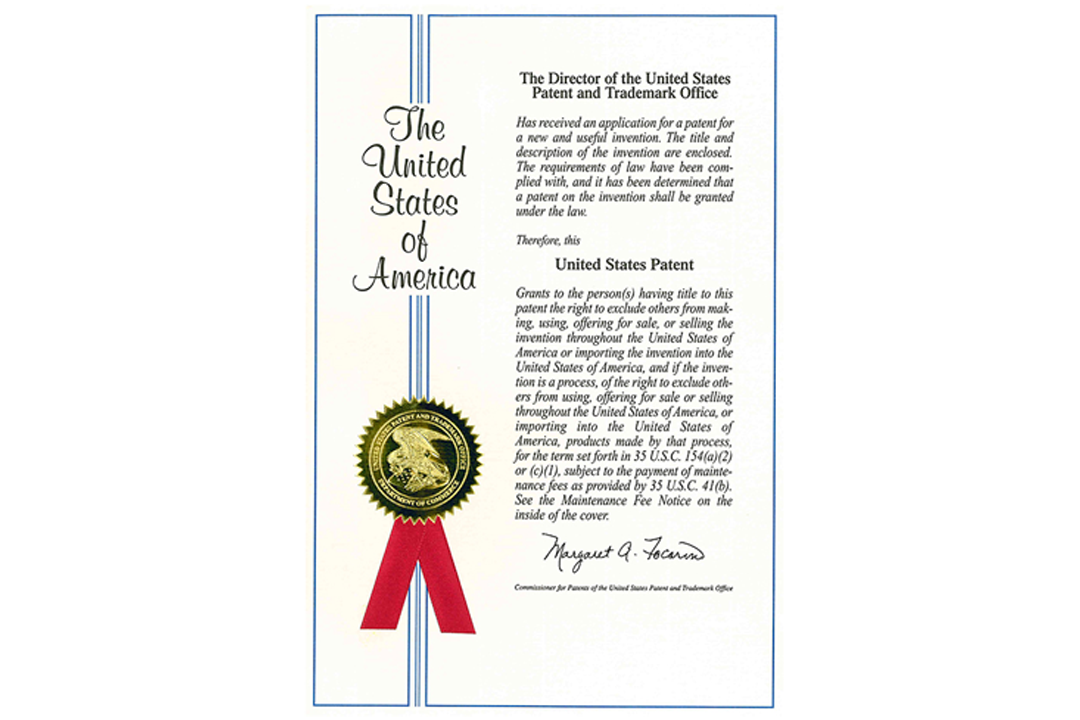 The
United
States
of
America
The Director of the United States
Patent and Trademark Office
Has received an application for a patent for
a new and useful invention. The title and
description of the invention are enclosed.
The requirements of law have been com-
plied with, and it has been determined that
a patent on the invention shall be granted
under the law.
Therefore, this
United States Patent
Grants to the person(s) having title to this
patent the right to exclude others from mak-
ing, using, offering for sale, or selling the
invention throughout the United States of
America or importing the invention into the
United States of America, and if the inven-
tion is a process, of the right to exclude oth-
ers from using, offering for sale or selling
throughout the United States of America, or
importing into the United States of
America, products made by that process,
for the term set forth in 35 U.S.C. 154(a)(2)
or (c)(1), subject to the payment of mainte-
nance fees as provided by 35 U.S.C. 41(b).
See the Maintenance Fee Notice on the
inside of the cover.
Margaret A. Focarino
Commissioner for Patents of the United States Patent and Trademark Office
UNITED STATES PATENT AND TRADEMARK OFFICE
DEPARTMENT OF COMMERCE